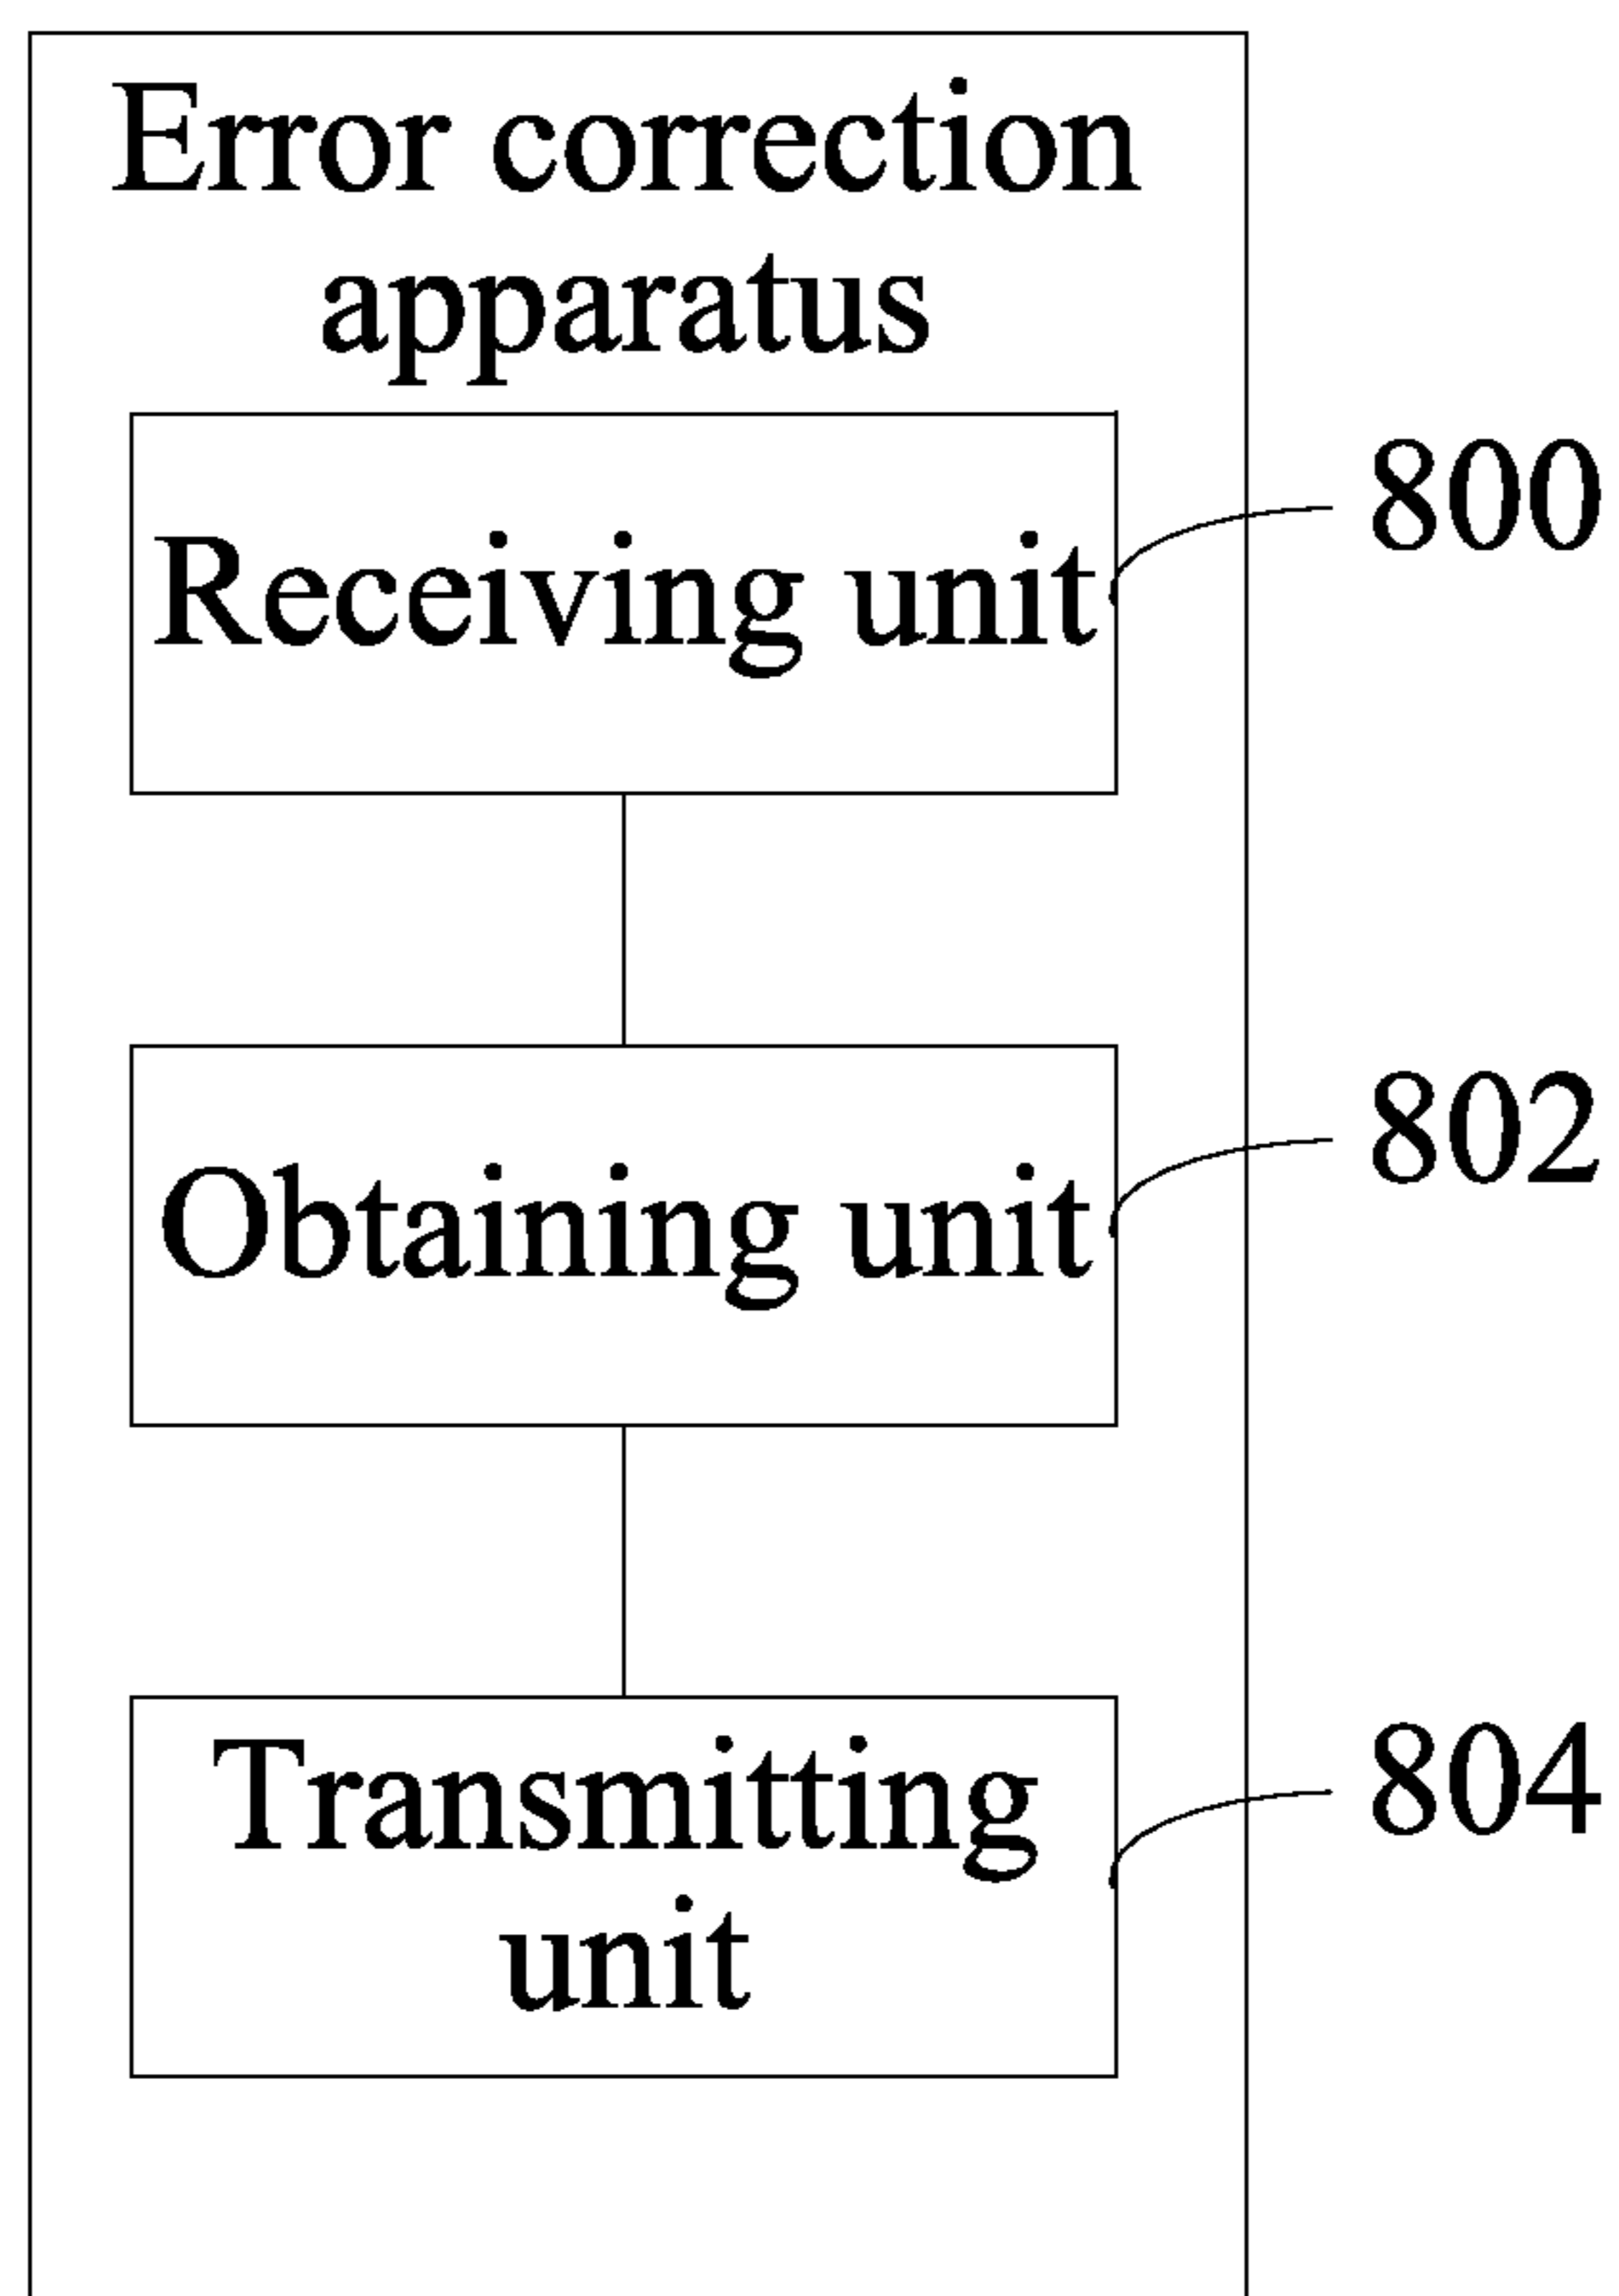 Error correction
apparatus
Receiving unit
800
Obtaining unit
802
Transmitting
unit
804